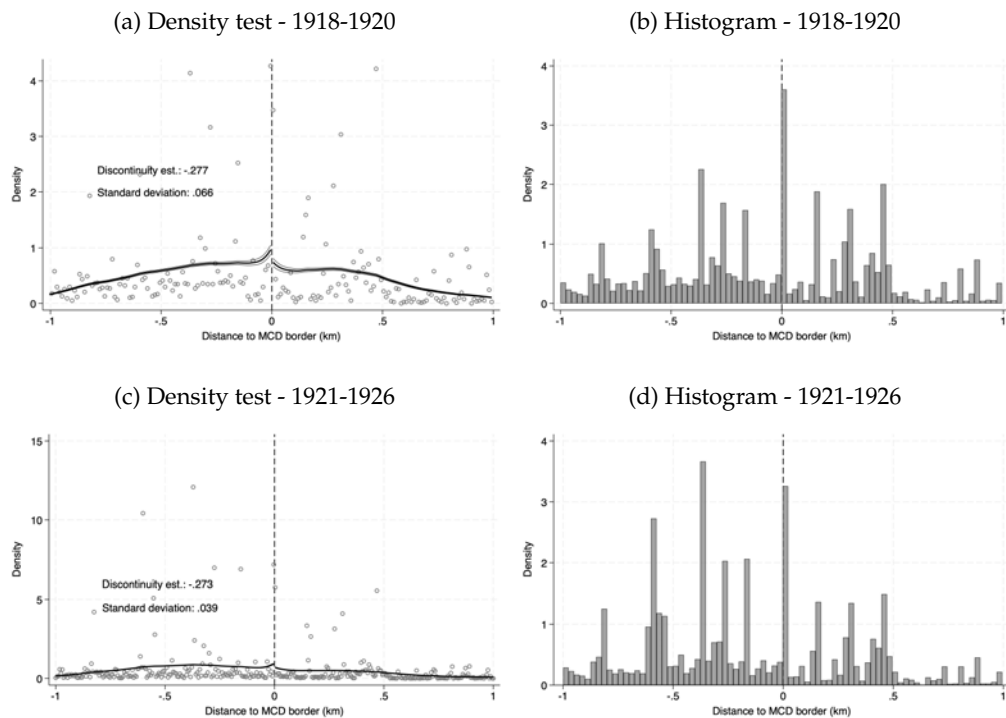 (a) Density test - 1918-1920
4
3
2
1
0
Density
Discontinuity est.: -.277
Standard deviation: .066
-1
-.5
0
.5
1
Distance to MCD border (km)
(b) Histogram - 1918-1920
4
3
2
1
0
Density
-1
-.5
0
.5
1
Distance to MCD border (km)
(c) Density test - 1921-1926
15
10
5
0
Density
Discontinuity est.: -.273
Standard deviation: .039
-1
-.5
0
.5
1
Distance to MCD border (km)
(d) Histogram - 1921-1926
4
3
2
1
0
Density
-1
-.5
0
.5
1
Distance to MCD border (km)